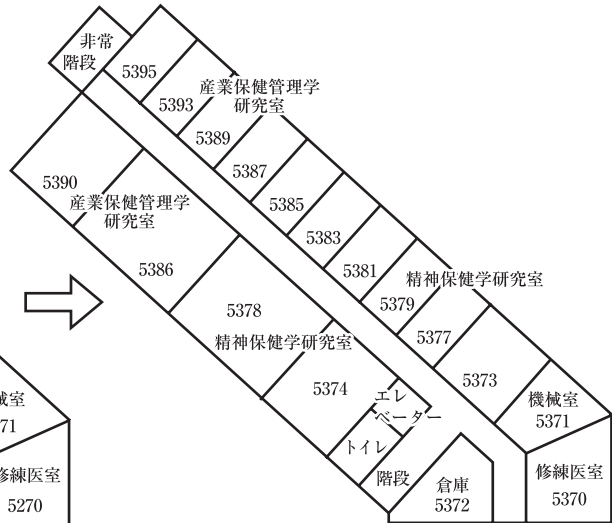 非常
階段
5395
5393
産業保健管理学
研究室
5389
5387
5385
5383
5381
精神保健学研究室
5379
5377
5373
機械室
5371
修練医室
5370
5390
産業保健管理学
研究室
5386
5378
精神保健学研究室
5374
エレ
ベーター
トイレ
階段
倉庫
5372
械室
71
修練医室
5270